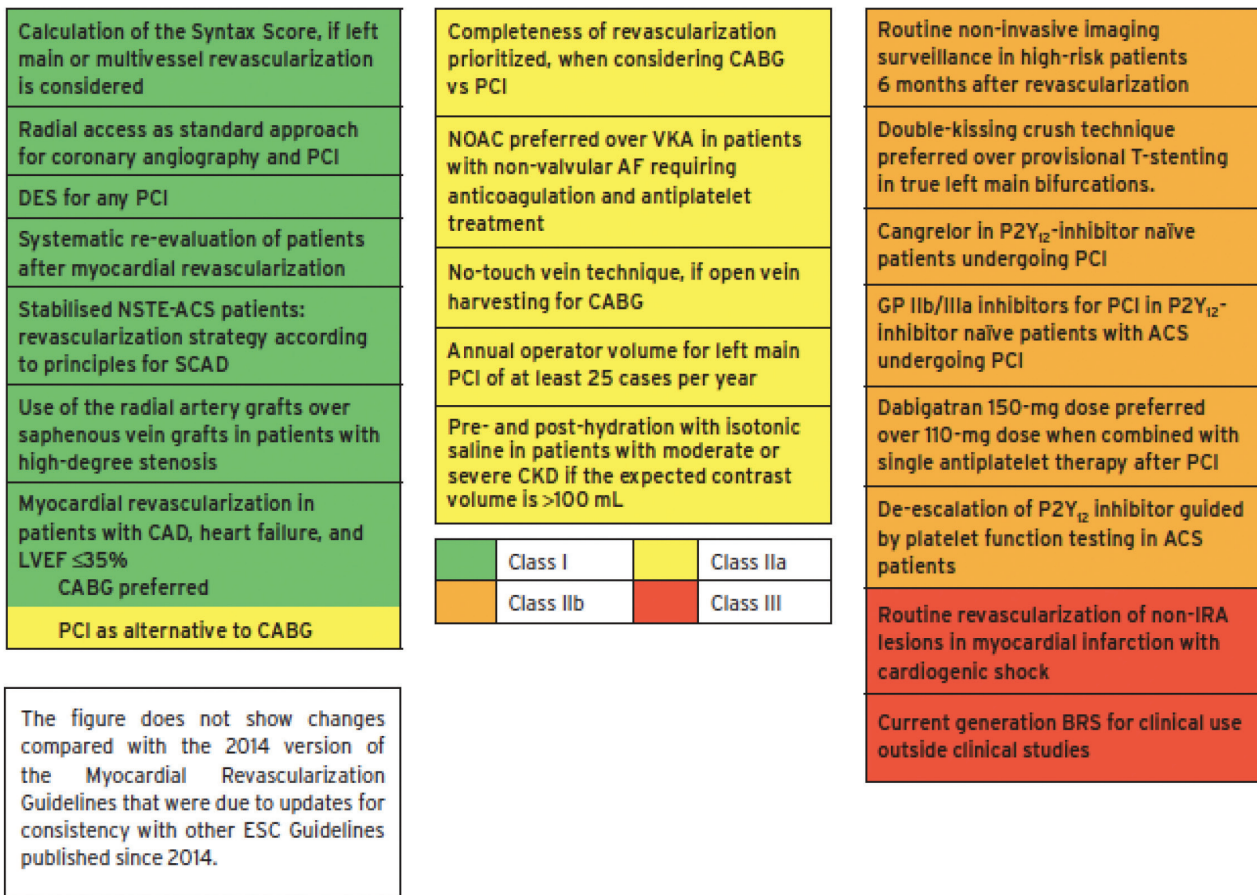 Calculation of the Syntax Score, if left
main or multivessel revascularization
is considered
Radial access as standard approach
for coronary angiography and PCI
DES for any PCI
Systematic re-evaluation of patients
after myocardial revascularization
Stabilised NSTE-ACS patients:
revascularization strategy according
to principles for SCAD
Use of the radial artery grafts over
saphenous vein grafts in patients with
high-degree stenosis
Myocardial revascularization in
patients with CAD, heart failure, and
LVEF ≤35%
CABG preferred
PCI as alternative to CABG
The figure does not show changes
compared with the 2014 version of
the Myocardial Revascularization
Guidelines that were due to updates for
consistency with other ESC Guidelines
published since 2014.
Completeness of revascularization
prioritized, when considering CABG
vs PCI
NOAC preferred over VKA in patients
with non-valvular AF requiring
anticoagulation and antiplatelet
treatment
No-touch vein technique, if open vein
harvesting for CABG
Annual operator volume for left main
PCI of at least 25 cases per year
Pre- and post-hydration with isotonic
saline in patients with moderate or
severe CKD if the expected contrast
volume is >100 mL
Class I
Class IIa
Class IIb
Class III
Routine non-invasive imaging
surveillance in high-risk patients
6 months after revascularization
Double-kissing crush technique
preferred over provisional T-stenting
in true left main bifurcations.
Cangrelor in P2Y₁₂-inhibitor naïve
patients undergoing PCI
GP IIb/IIIa inhibitors for PCI in P2Y₁₂-
inhibitor naïve patients with ACS
undergoing PCI
Dabigatran 150-mg dose preferred
over 110-mg dose when combined with
single antiplatelet therapy after PCI
De-escalation of P2Y₁₂ inhibitor guided
by platelet function testing in ACS
patients
Routine revascularization of non-IRA
lesions in myocardial infarction with
cardiogenic shock
Current generation BRS for clinical use
outside clinical studies